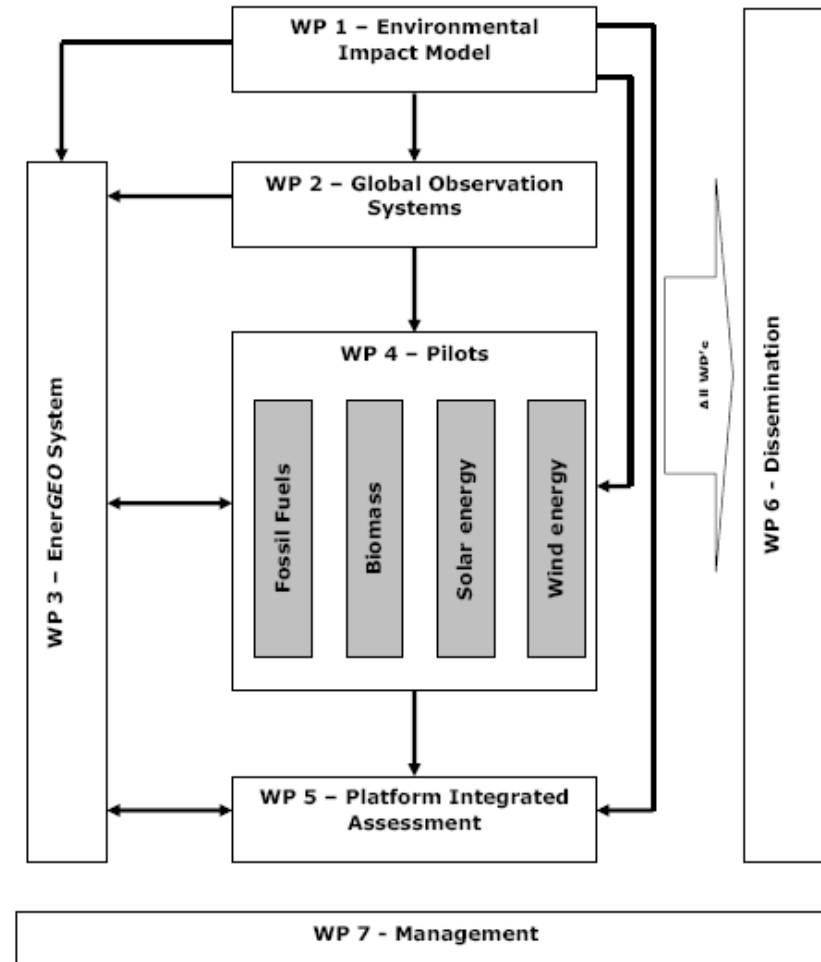 WP 1 – Environmental
Impact Model
WP 2 – Global Observation
Systems
WP 3 – EnerGEO System
WP 4 – Pilots
Fossil Fuels
Biomass
Solar energy
Wind energy
All WP's
WP 6 - Dissemination
WP 5 – Platform Integrated
Assessment
WP 7 - Management